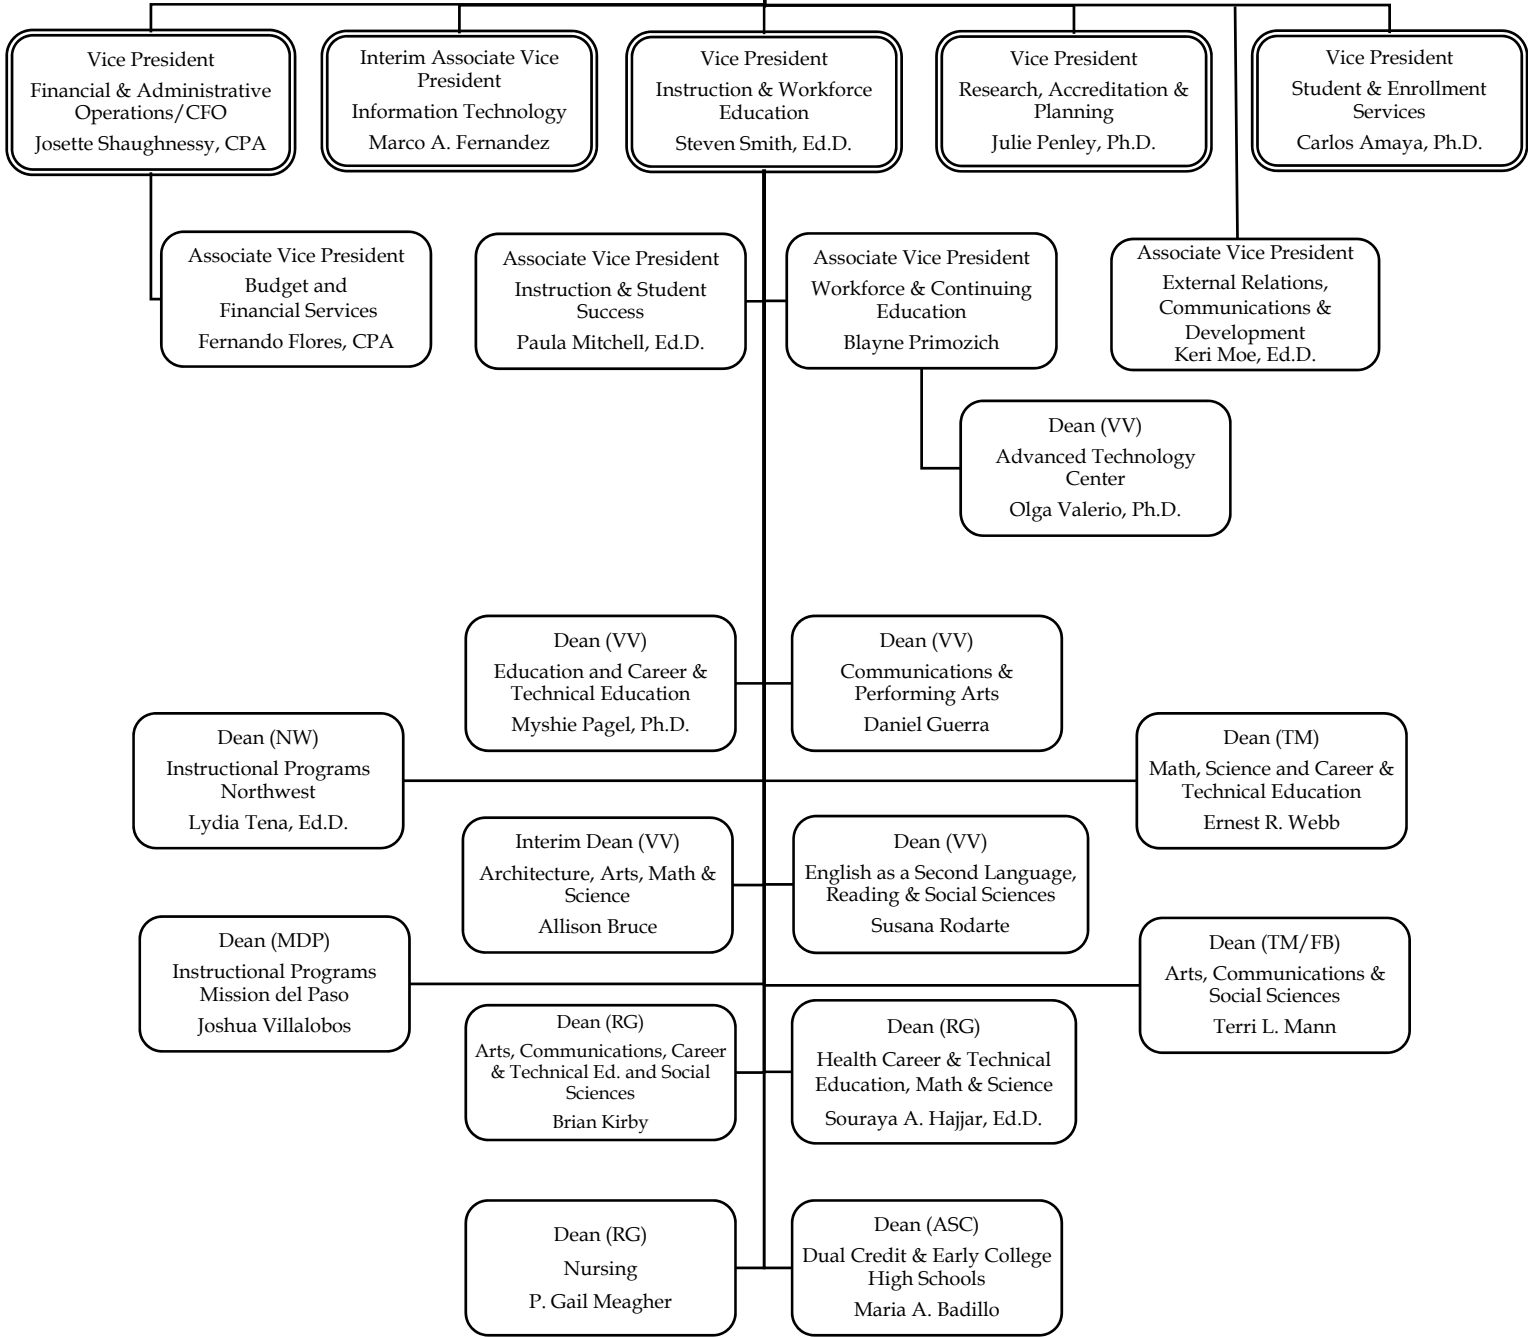 Vice President
Financial & Administrative
Operations/CFO
Josette Shaughnessy, CPA
Interim Associate Vice
President
Information Technology
Marco A. Fernandez
Vice President
Instruction & Workforce
Education
Steven Smith, Ed.D.
Vice President
Research, Accreditation &
Planning
Julie Penley, Ph.D.
Vice President
Student & Enrollment
Services
Carlos Amaya, Ph.D.
Associate Vice President
Budget and
Financial Services
Fernando Flores, CPA
Associate Vice President
Instruction & Student
Success
Paula Mitchell, Ed.D.
Associate Vice President
Workforce & Continuing
Education
Blayne Primozich
Associate Vice President
External Relations,
Communications &
Development
Keri Moe, Ed.D.
Dean (VV)
Advanced Technology
Center
Olga Valerio, Ph.D.
Dean (VV)
Education and Career &
Technical Education
Myshie Pagel, Ph.D.
Dean (VV)
Communications &
Performing Arts
Daniel Guerra
Dean (NW)
Instructional Programs
Northwest
Lydia Tena, Ed.D.
Dean (TM)
Math, Science and Career &
Technical Education
Ernest R. Webb
Interim Dean (VV)
Architecture, Arts, Math &
Science
Allison Bruce
Dean (VV)
English as a Second Language,
Reading & Social Sciences
Susana Rodarte
Dean (MDP)
Instructional Programs
Mission del Paso
Joshua Villalobos
Dean (TM/FB)
Arts, Communications &
Social Sciences
Terri L. Mann
Dean (RG)
Arts, Communications, Career
& Technical Ed. and Social
Sciences
Brian Kirby
Dean (RG)
Health Career & Technical
Education, Math & Science
Souraya A. Hajjar, Ed.D.
Dean (RG)
Nursing
P. Gail Meagher
Dean (ASC)
Dual Credit & Early College
High Schools
Maria A. Badillo